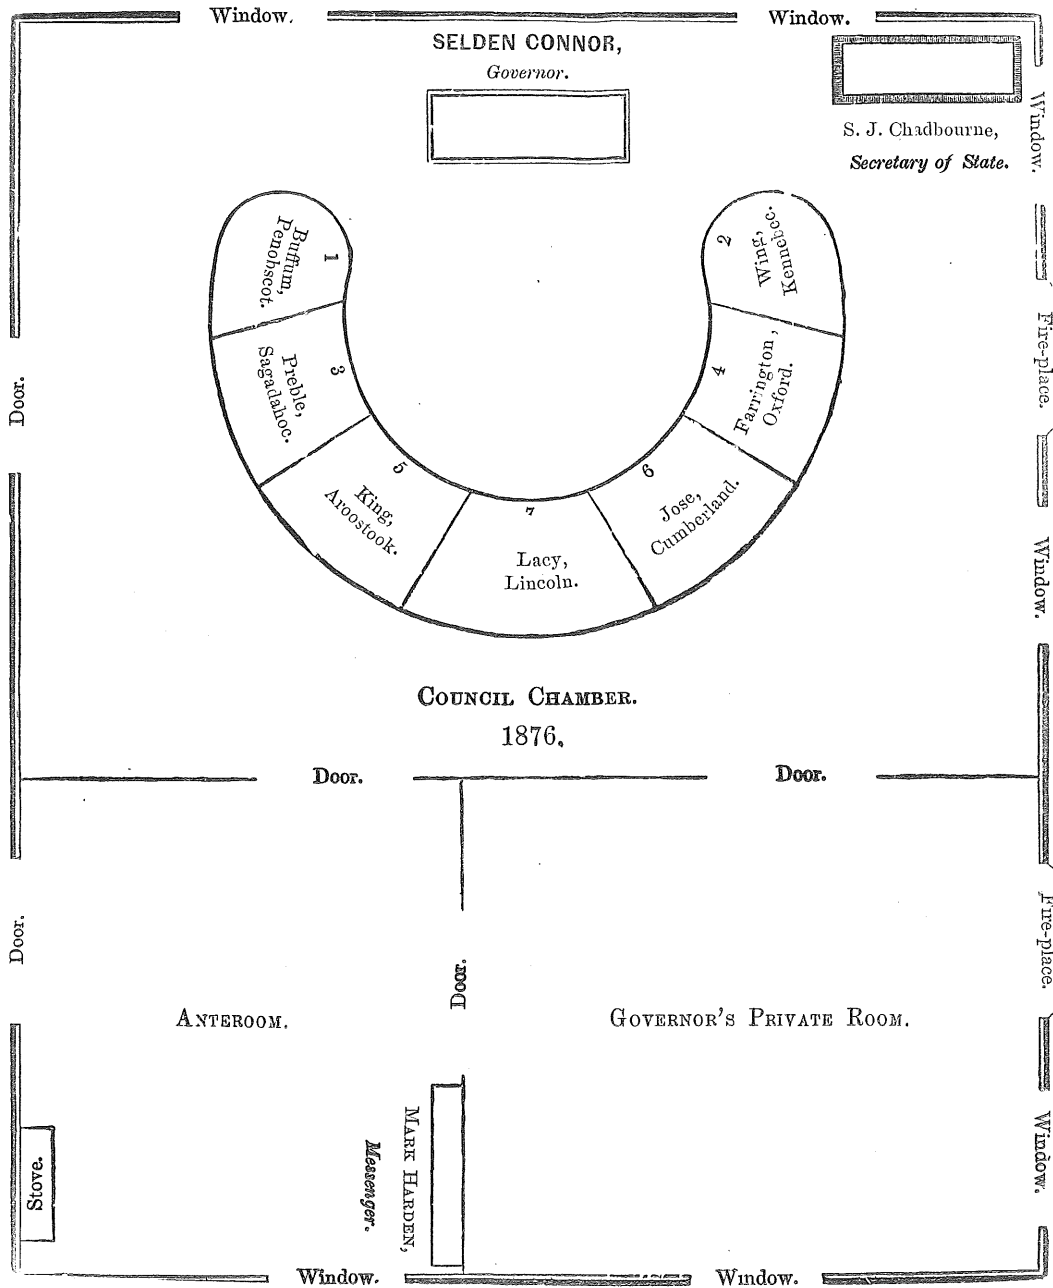 Window.
Window.
SELDEN CONNOR,
Governor.
S. J. Chadbourne,
Secretary of State.
Window.
1
Buffum,
Penobscot.
2
Wing,
Kennebec.
3
Preble,
Sagadahoc.
4
Farrington,
Oxford.
Fire-place.
Door.
5
King,
Aroostook.
6
Jose,
Cumberland.
7
Lacy,
Lincoln.
Window.
COUNCIL CHAMBER.
1876.
Door.
Door.
Door.
Door.
Fire-place.
ANTEROOM.
GOVERNOR'S PRIVATE ROOM.
Stove.
MARK HARDEN,
Messenger.
Window.
Window.
Window.